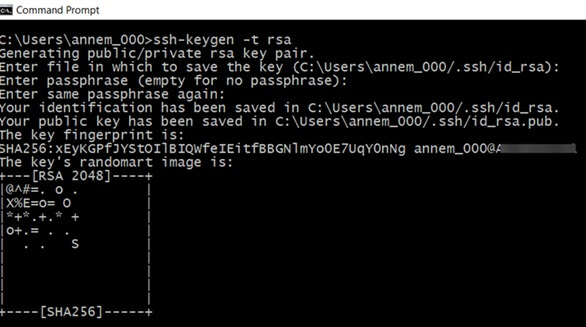 Command Prompt
C:\Users\annem_000>ssh-keygen -t rsa
Generating public/private rsa key pair.
Enter file in which to save the key (C:\Users\annem_000/.ssh/id_rsa):
Enter passphrase (empty for no passphrase):
Enter same passphrase again:
Your identification has been saved in C:\Users\annem_000/.ssh/id_rsa.
Your public key has been saved in C:\Users\annem_000/.ssh/id_rsa.pub.
The key fingerprint is:
SHA256:xEyKGPfJYStOIlBIQWfeIEitfBBGNlmYo0E7UqY0nNg annem_000@A
The key's randomart image is:
+---[RSA 2048]----+
|@^#=. o .        |
|X%E=o= O         |
|*+*.+.* +        |
|o+.= . .         |
|  . .   S        |
|                 |
|                 |
|                 |
|                 |
+----[SHA256]-----+